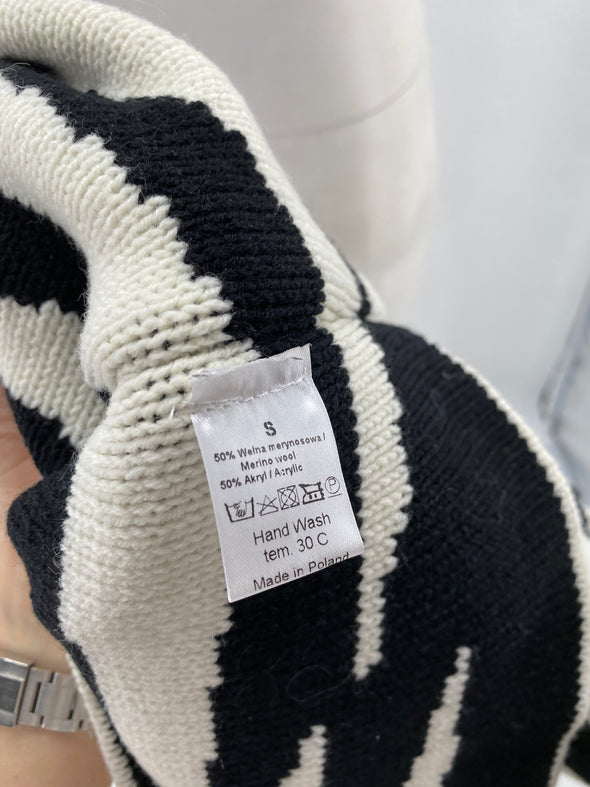 S
50% Wełna merynosowa /
Merino wool
50% Akryl / Acrylic
P
Hand Wash
tem. 30 C
Made in Poland